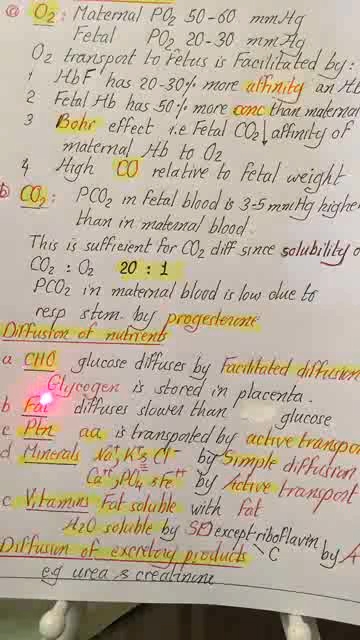 @ O2 : Maternal PO2 50-60 mmHg
Fetal PO2 20-30 mmHg
O2 transport to Fetus is Facilitated by :
1 HbF has 20-30% more affinity an Hb
2 Fetal Hb has 50% more conc than maternal
3 Bohr effect i.e Fetal CO2 ↓ affinity of
maternal Hb to O2
4 High CO relative to fetal weight
b CO2 : PCO2 in fetal blood is 3-5 mmHg highe
than in maternal blood.
This is sufficient for CO2 diff since solubility o
CO2 : O2 20 : 1
PCO2 in maternal blood is low due to
resp stim. by progesterone
Diffusion of nutrients
a CHO glucose diffuses by Facilitated diffusion
Glycogen is stored in placenta.
b Fat diffuses slower than glucose
c Ptn aa is transported by active transpor
d Minerals Na+, K+ & Cl- by Simple diffusion
Ca++, PO4 & Fe++ by Active transport
c Vitamins Fat soluble with fat
H2O soluble by SD except riboflavin
C by A
Diffusion of excretory products
e.g urea & creatinine